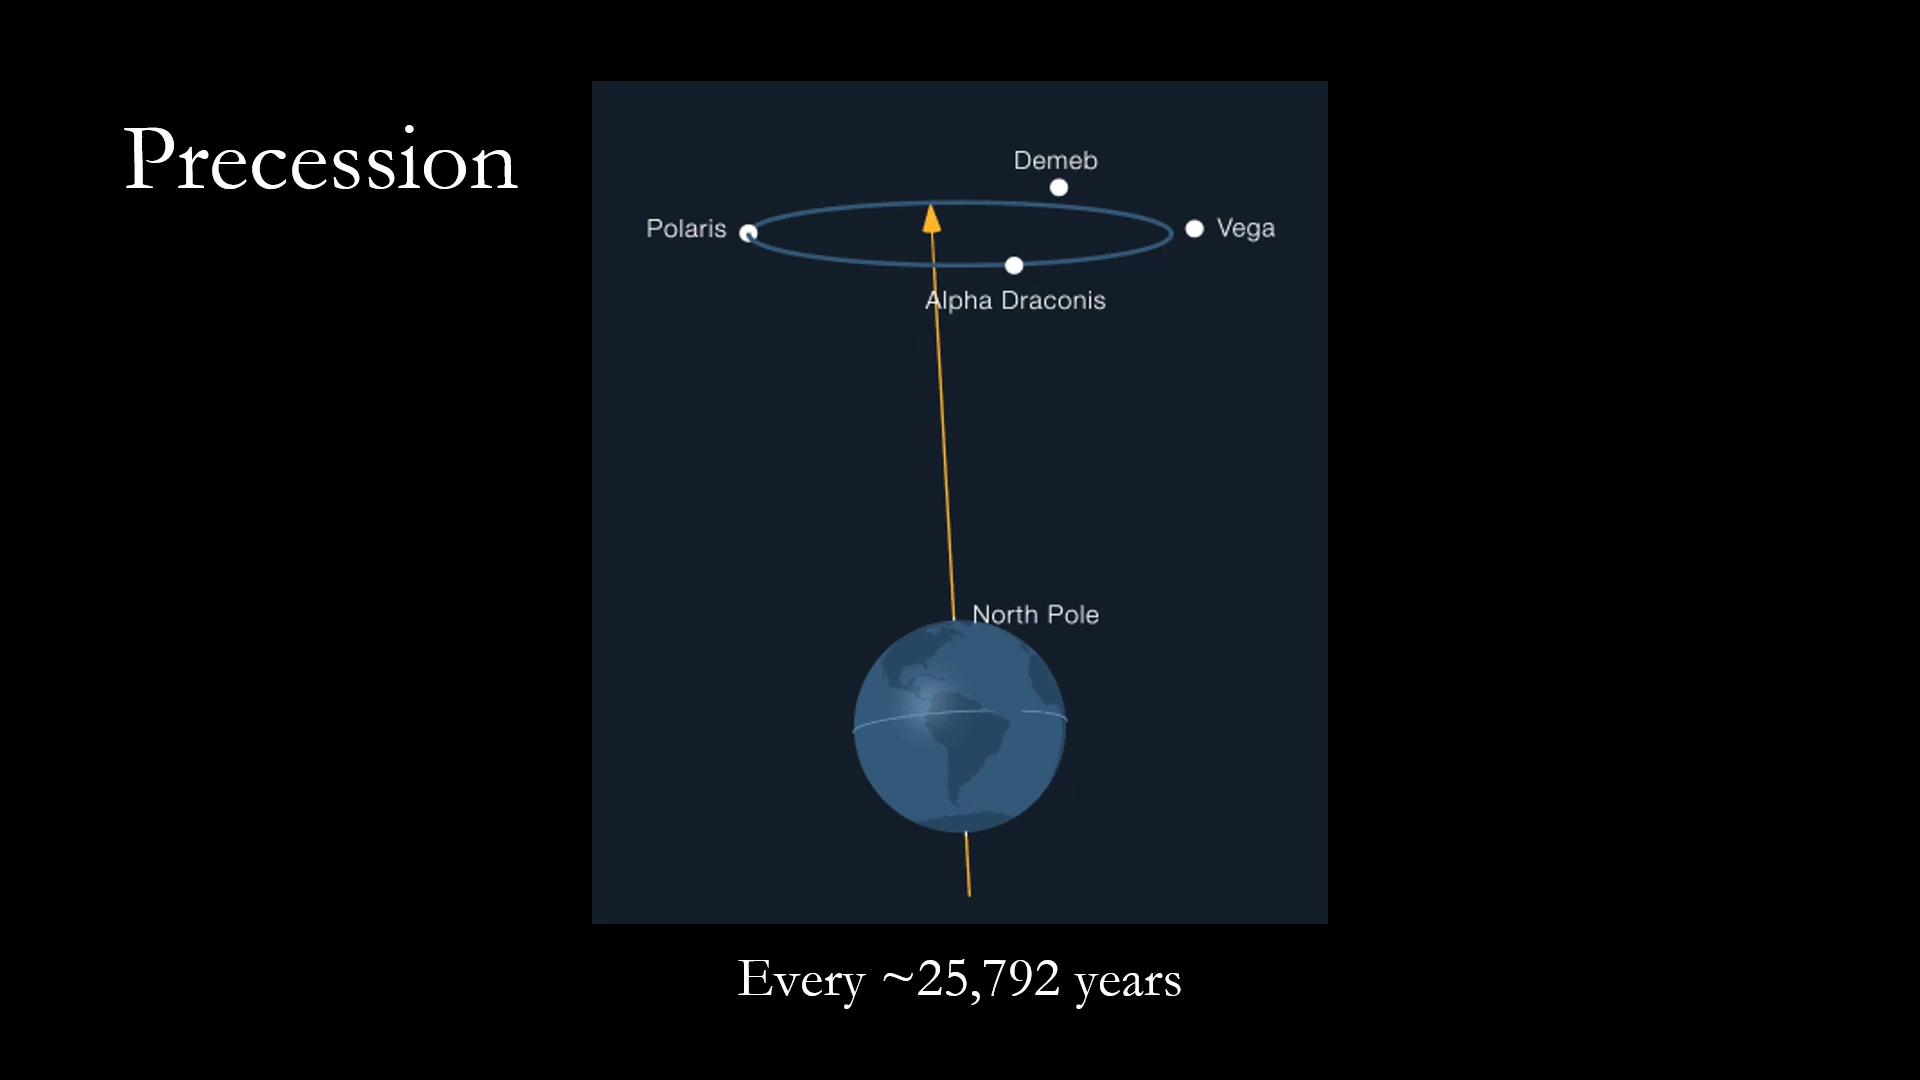 Precession
Demeb
Polaris
Vega
Alpha Draconis
North Pole
Every ~25,792 years